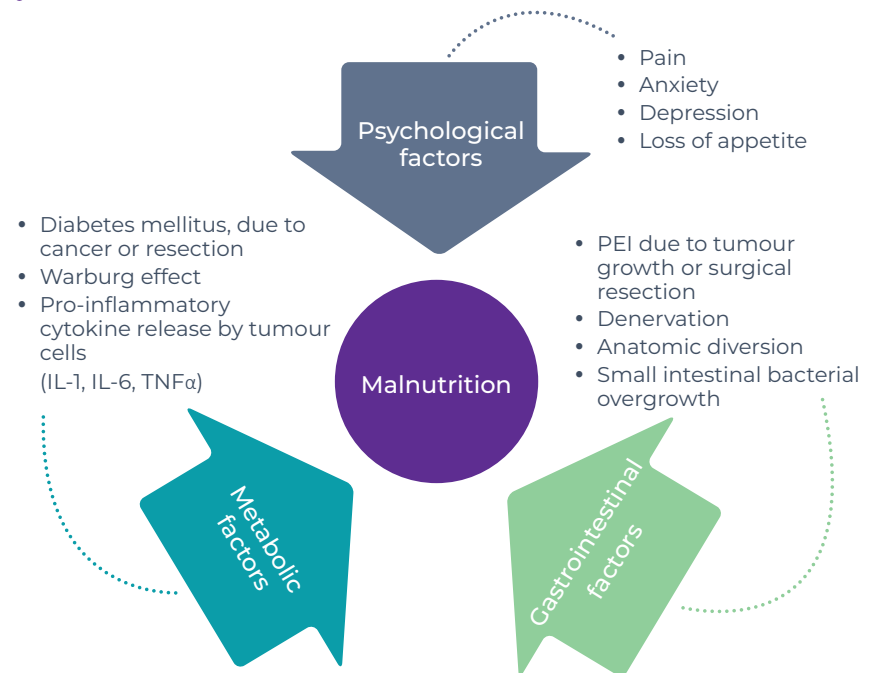 • Pain
• Anxiety
• Depression
• Loss of appetite
Psychological
factors
• Diabetes mellitus, due to
cancer or resection
• Warburg effect
• Pro-inflammatory
cytokine release by tumour
cells
(IL-1, IL-6, TNFα)
• PEI due to tumour
growth or surgical
resection
• Denervation
• Anatomic diversion
• Small intestinal bacterial
overgrowth
Malnutrition
Metabolic
factors
Gastrointestinal
factors